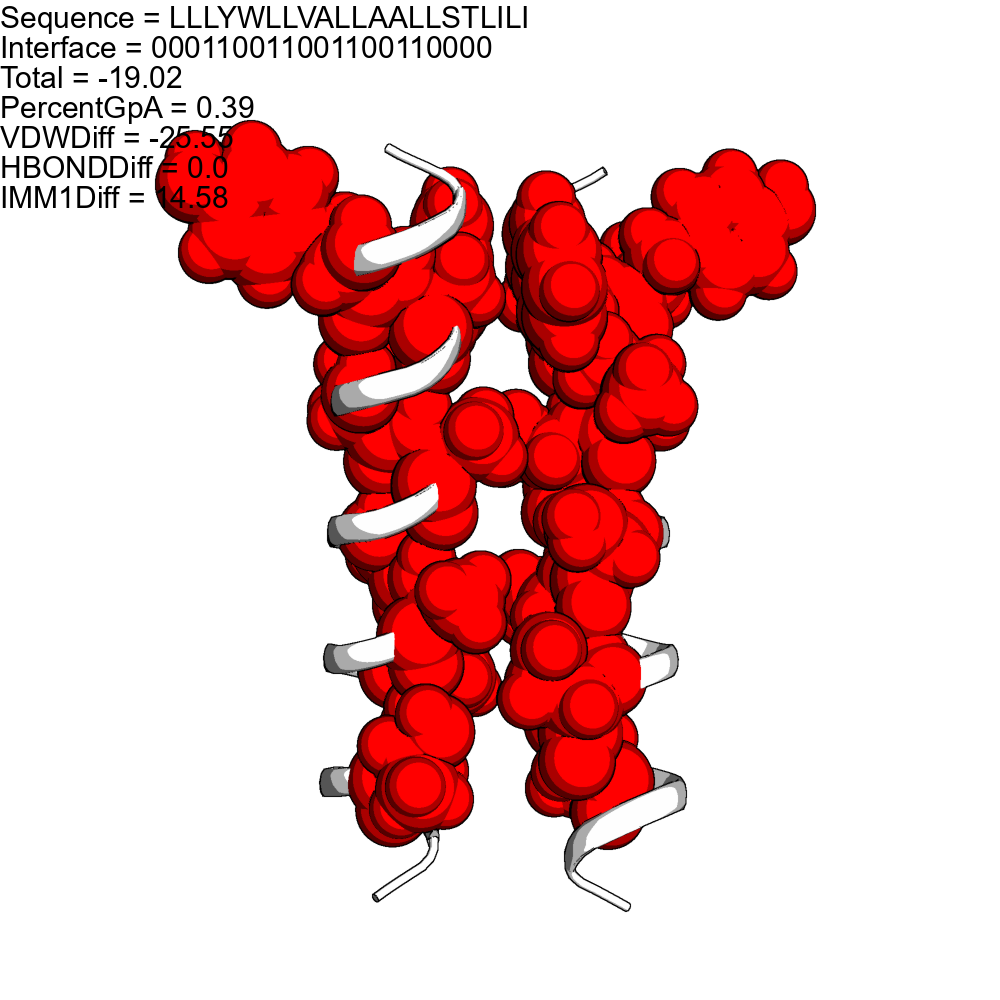 Sequence = LLLYWLLVALLAALLSTLILI
Interface = 000110011001100110000
Total = -19.02
PercentGpA = 0.39
VDWDiff = -25.55
HBONDDiff = 0.0
IMM1Diff = 14.58